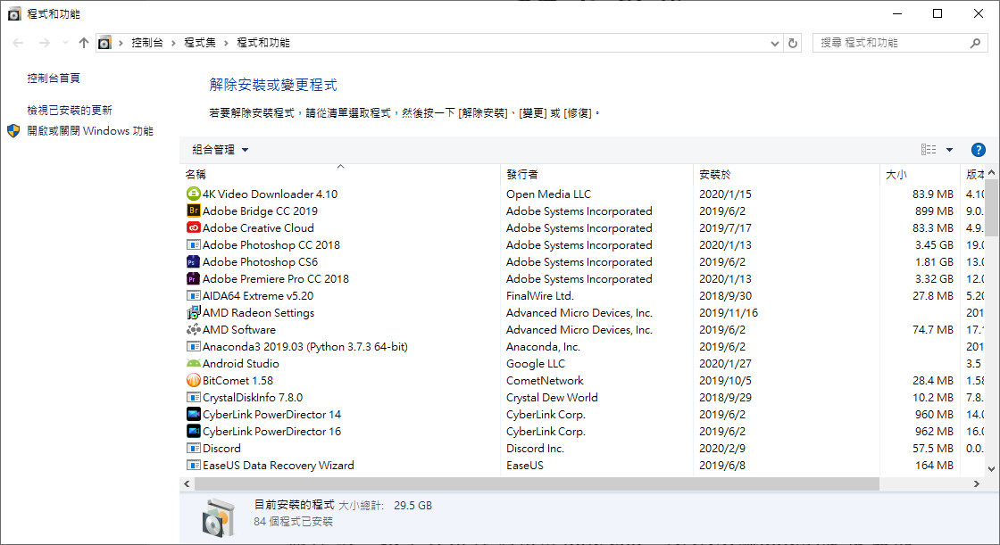 程式和功能
控制台 程式集 程式和功能 搜尋 程式和功能
控制台首頁
檢視已安裝的更新
開啟或關閉 Windows 功能
解除安裝或變更程式
若要解除安裝程式，請從清單選取程式，然後按一下 [解除安裝]、[變更] 或 [修復]。
組合管理
名稱 發行者 安裝於 大小 版本
4K Video Downloader 4.10 Open Media LLC 2020/1/15 83.9 MB 4.10
Adobe Bridge CC 2019 Adobe Systems Incorporated 2019/6/2 899 MB 9.0.
Adobe Creative Cloud Adobe Systems Incorporated 2019/7/17 83.3 MB 4.9.
Adobe Photoshop CC 2018 Adobe Systems Incorporated 2020/1/13 3.45 GB 19.0
Adobe Photoshop CS6 Adobe Systems Incorporated 2019/6/2 1.81 GB 13.0
Adobe Premiere Pro CC 2018 Adobe Systems Incorporated 2020/1/13 3.32 GB 12.0
AIDA64 Extreme v5.20 FinalWire Ltd. 2018/9/30 27.8 MB 5.20
AMD Radeon Settings Advanced Micro Devices, Inc. 2019/11/16 201
AMD Software Advanced Micro Devices, Inc. 2019/6/2 74.7 MB 17.1
Anaconda3 2019.03 (Python 3.7.3 64-bit) Anaconda, Inc. 2019/6/2 201
Android Studio Google LLC 2020/1/27 3.5
BitComet 1.58 CometNetwork 2019/10/5 28.4 MB 1.58
CrystalDiskInfo 7.8.0 Crystal Dew World 2018/9/29 10.2 MB 7.8.
CyberLink PowerDirector 14 CyberLink Corp. 2019/6/2 960 MB 14.0
CyberLink PowerDirector 16 CyberLink Corp. 2019/6/2 962 MB 16.0
Discord Discord Inc. 2020/2/9 57.5 MB 0.0.
EaseUS Data Recovery Wizard EaseUS 2019/6/8 164 MB
目前安裝的程式 大小總計: 29.5 GB
84 個程式已安裝